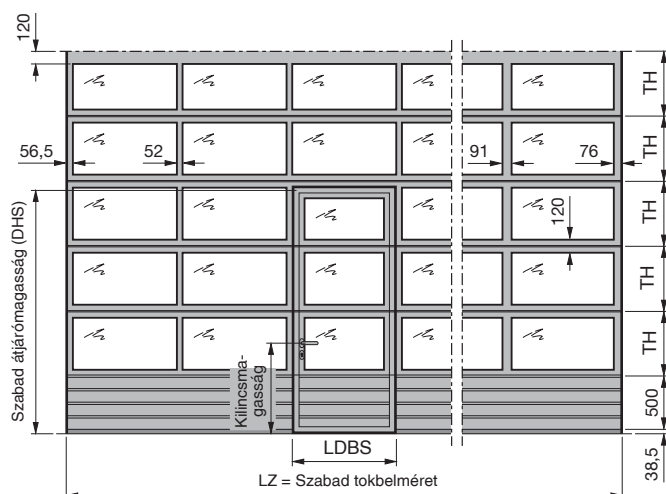 120
TH
TH
56,5
52
91
76
Szabad átjárómagasság (DHS)
120
TH
TH
Kilincsma-
gasság
TH
500
LDBS
38,5
LZ = Szabad tokbelméret